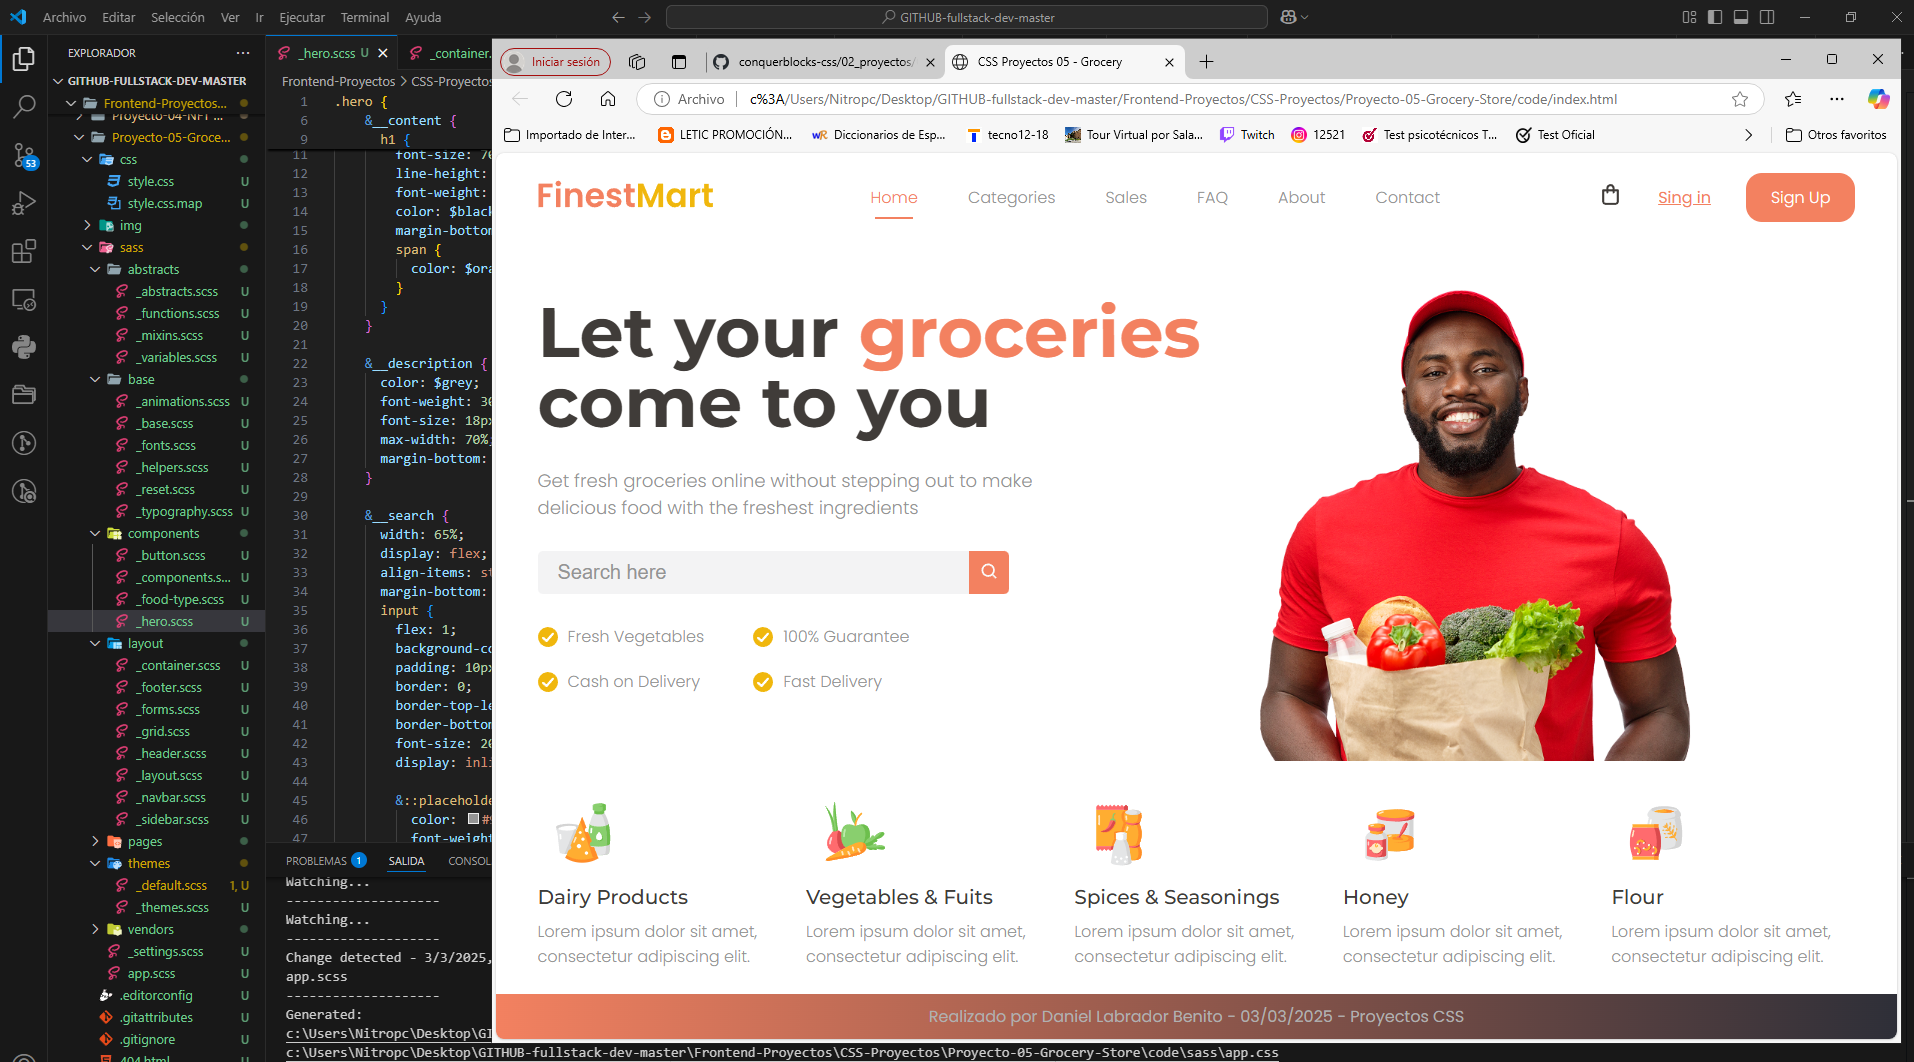 Archivo Editar Selección Ver Ir Ejecutar Terminal Ayuda
GITHUB-fullstack-dev-master
EXPLORADOR
GITHUB-FULLSTACK-DEV-MASTER
Frontend-Proyectos...
Proyecto-04-NFT ...
Proyecto-05-Groce...
css
style.css U
style.css.map U
img
sass
abstracts
_abstracts.scss U
_functions.scss U
_mixins.scss U
_variables.scss U
base
_animations.scss U
_base.scss U
_fonts.scss U
_helpers.scss U
_reset.scss U
_typography.scss U
components
_button.scss U
_components.s... U
_food-type.scss U
_hero.scss U
layout
_container.scss U
_footer.scss U
_forms.scss U
_grid.scss U
_header.scss U
_layout.scss U
_navbar.scss U
_sidebar.scss U
pages
themes
_default.scss 1, U
_themes.scss U
vendors
_settings.scss U
app.scss U
.editorconfig U
.gitattributes U
.gitignore U
404.html
53
_hero.scss U
_container.
Frontend-Proyectos > CSS-Proyectos
1 .hero {
6 &__content {
9 h1 {
11 font-size: 70
12 line-height:
13 font-weight:
14 color: $black
15 margin-bottom
16 span {
17 color: $ora
18 }
19 }
20 }
21
22 &__description {
23 color: $grey;
24 font-weight: 30
25 font-size: 18px
26 max-width: 70%;
27 margin-bottom:
28 }
29
30 &__search {
31 width: 65%;
32 display: flex;
33 align-items: st
34 margin-bottom:
35 input {
36 flex: 1;
37 background-co
38 padding: 10px
39 border: 0;
40 border-top-le
41 border-bottom
42 font-size: 20
43 display: inli
44
45 &::placeholde
46 color: #9
47 font-weight
PROBLEMAS 1 SALIDA CONSOL
Watching...
--------------------
Watching...
--------------------
Change detected - 3/3/2025,
app.scss
--------------------
Generated:
c:\Users\Nitropc\Desktop\GI
c:\Users\Nitropc\Desktop\GITHUB-fullstack-dev-master\Frontend-Proyectos\CSS-Proyectos\Proyecto-05-Grocery-Store\code\sass\app.css
Iniciar sesión
conquerblocks-css/02_proyectos/
CSS Proyectos 05 - Grocery
Archivo c%3A/Users/Nitropc/Desktop/GITHUB-fullstack-dev-master/Frontend-Proyectos/CSS-Proyectos/Proyecto-05-Grocery-Store/code/index.html
Importado de Inter... LETIC PROMOCIÓN... wR Diccionarios de Esp... tecno12-18 Tour Virtual por Sala... Twitch 12521 Test psicotécnicos T... Test Oficial Otros favoritos
FinestMart
Home Categories Sales FAQ About Contact
Sing in Sign Up
Let your groceries
come to you
Get fresh groceries online without stepping out to make
delicious food with the freshest ingredients
Search here
Fresh Vegetables 100% Guarantee
Cash on Delivery Fast Delivery
Dairy Products
Lorem ipsum dolor sit amet,
consectetur adipiscing elit.
Vegetables & Fuits
Lorem ipsum dolor sit amet,
consectetur adipiscing elit.
Spices & Seasonings
Lorem ipsum dolor sit amet,
consectetur adipiscing elit.
Honey
Lorem ipsum dolor sit amet,
consectetur adipiscing elit.
Flour
Lorem ipsum dolor sit amet,
consectetur adipiscing elit.
Realizado por Daniel Labrador Benito - 03/03/2025 - Proyectos CSS